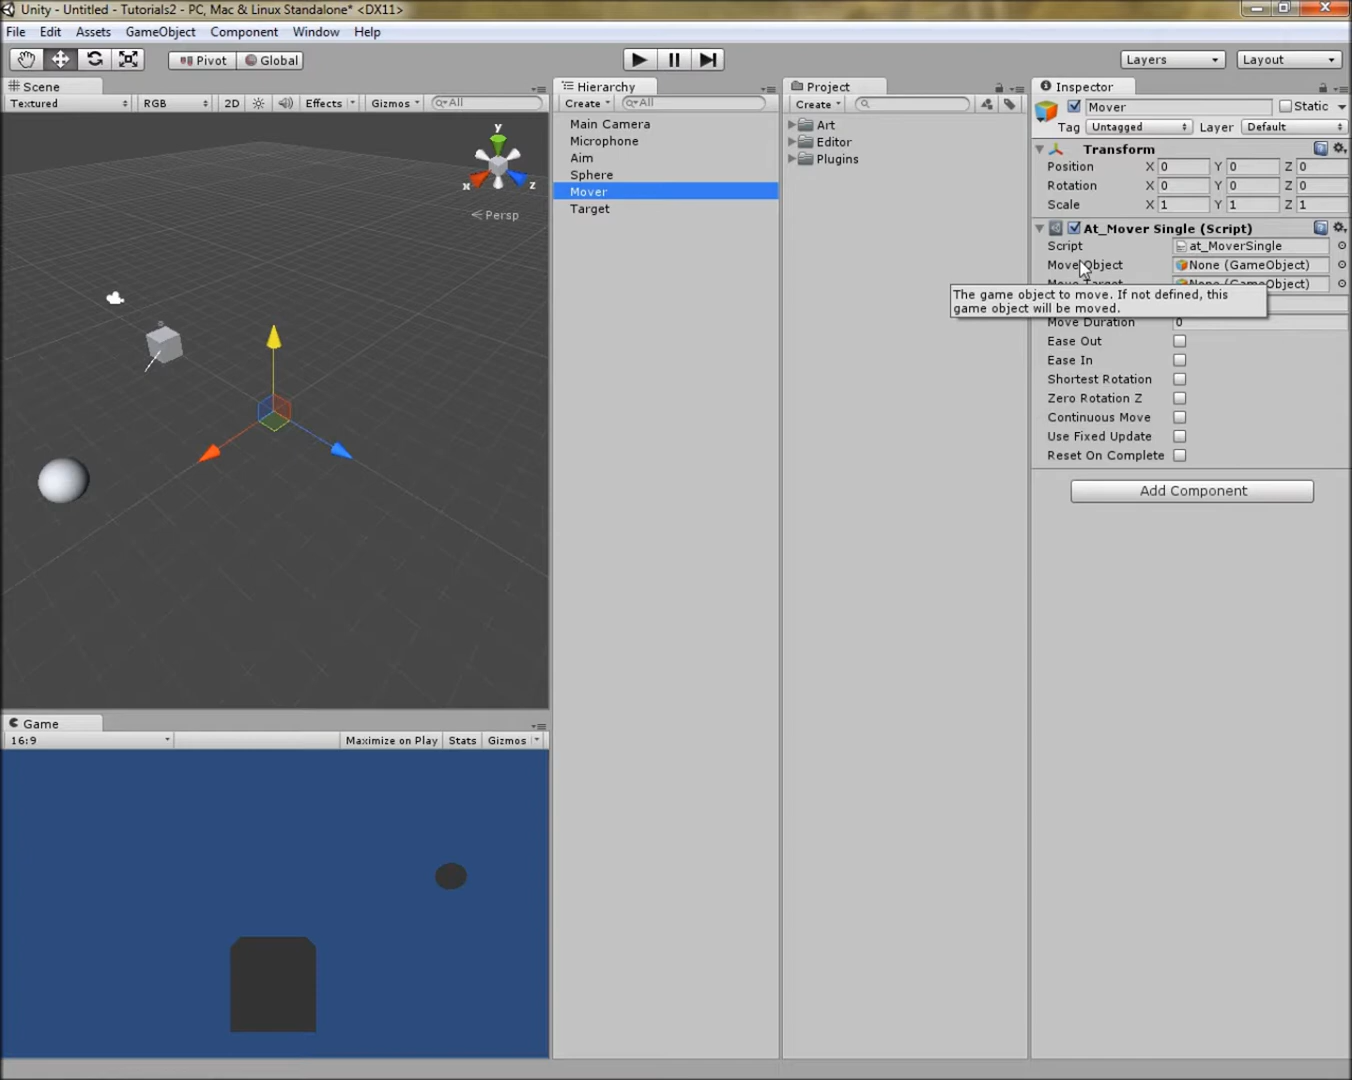 Unity - Untitled - Tutorials2 - PC, Mac & Linux Standalone* <DX11>
File Edit Assets GameObject Component Window Help
Pivot Global Layers Layout
Scene
Textured RGB 2D Effects Gizmos All
y
x
z
Persp
Game
16:9 Maximize on Play Stats Gizmos
Hierarchy
Create All
Main Camera
Microphone
Aim
Sphere
Mover
Target
Project
Create
Art
Editor
Plugins
Inspector
Mover Static
Tag Untagged Layer Default
Transform
Position X 0 Y 0 Z 0
Rotation X 0 Y 0 Z 0
Scale X 1 Y 1 Z 1
At_Mover Single (Script)
Script at_MoverSingle
Move Object None (GameObject)
Move Target None (GameObject)
The game object to move. If not defined, this
game object will be moved.
Move Duration 0
Ease Out
Ease In
Shortest Rotation
Zero Rotation Z
Continuous Move
Use Fixed Update
Reset On Complete
Add Component